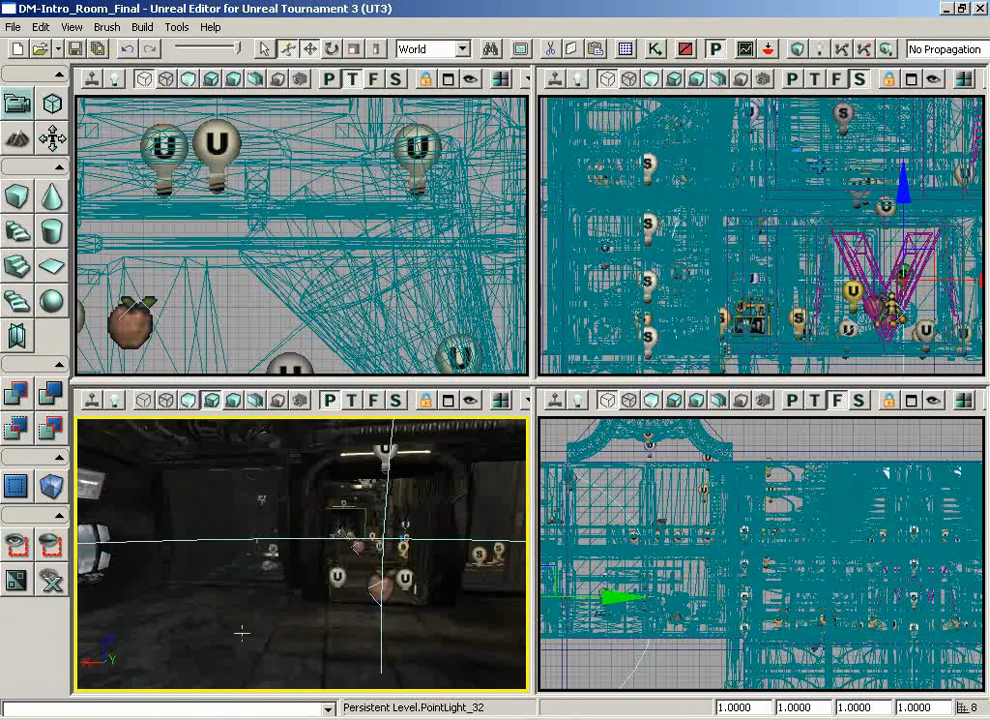 DM-Intro_Room_Final - Unreal Editor for Unreal Tournament 3 (UT3)
File Edit View Brush Build Tools Help
World No Propagation
P T F S
P T F S
U U U
S S S S U S U U
P T F S
P T F S
U U U S S
X Y
Persistent Level.PointLight_32 1.0000 1.0000 1.0000 1.0000 8